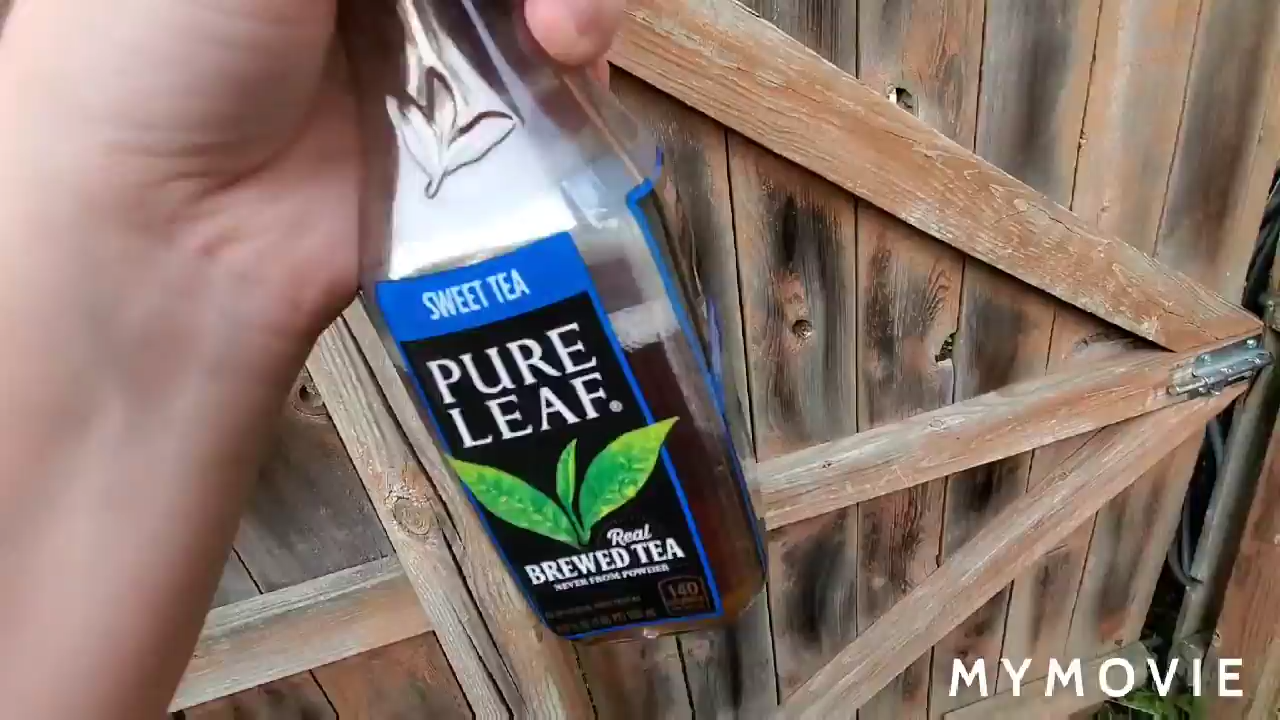 SWEET TEA
PURE
LEAF®
Real
BREWED TEA
NEVER FROM POWDER
140
MYMOVIE